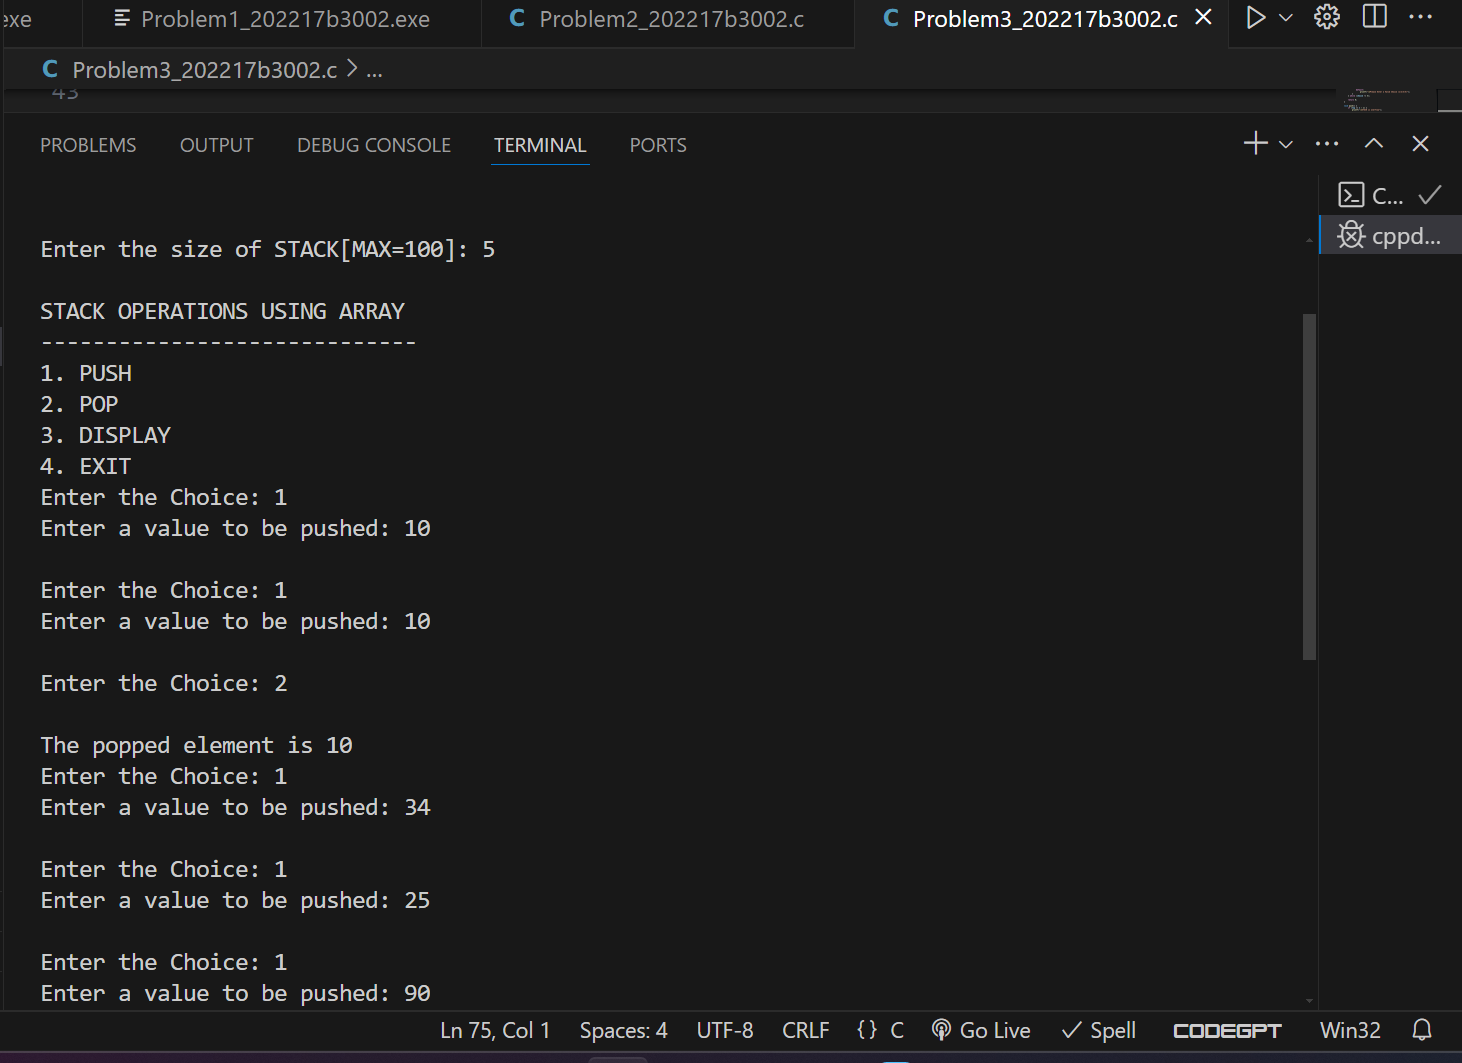 exe
Problem1_202217b3002.exe
C Problem2_202217b3002.c
C Problem3_202217b3002.c
C Problem3_202217b3002.c > ...
43
PROBLEMS OUTPUT DEBUG CONSOLE TERMINAL PORTS
C...
cppd...
Enter the size of STACK[MAX=100]: 5
STACK OPERATIONS USING ARRAY
-----------------------------
1. PUSH
2. POP
3. DISPLAY
4. EXIT
Enter the Choice: 1
Enter a value to be pushed: 10
Enter the Choice: 1
Enter a value to be pushed: 10
Enter the Choice: 2
The popped element is 10
Enter the Choice: 1
Enter a value to be pushed: 34
Enter the Choice: 1
Enter a value to be pushed: 25
Enter the Choice: 1
Enter a value to be pushed: 90
Ln 75, Col 1 Spaces: 4 UTF-8 CRLF {} C Go Live Spell CODEGPT Win32